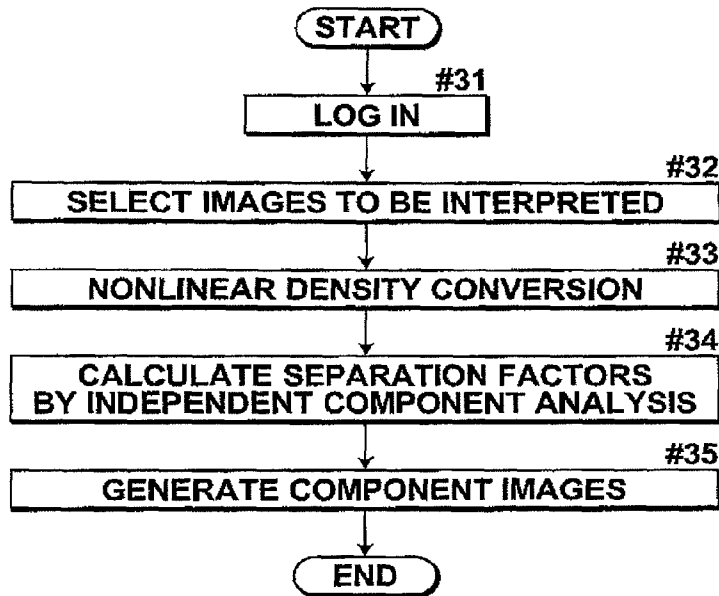 START
#31
LOG IN
#32
SELECT IMAGES TO BE INTERPRETED
#33
NONLINEAR DENSITY CONVERSION
#34
CALCULATE SEPARATION FACTORS
BY INDEPENDENT COMPONENT ANALYSIS
#35
GENERATE COMPONENT IMAGES
END